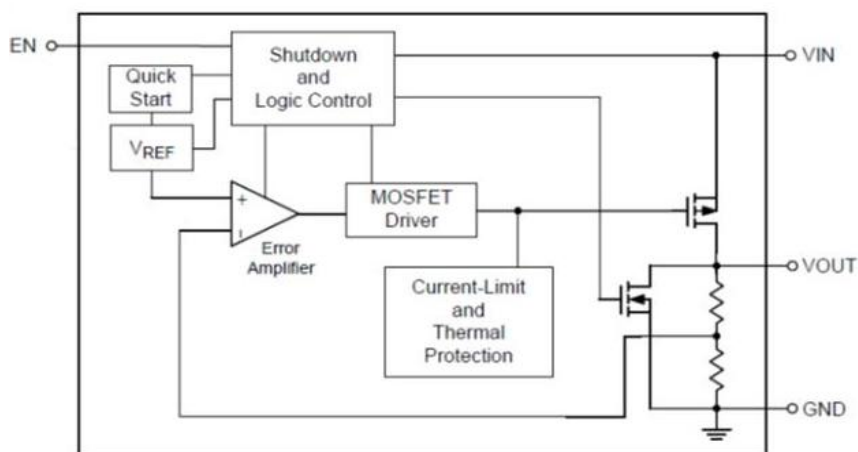 EN
Shutdown
and
Logic Control
VIN
Quick
Start
VREF
+
-
Error
Amplifier
MOSFET
Driver
Current-Limit
and
Thermal
Protection
VOUT
GND